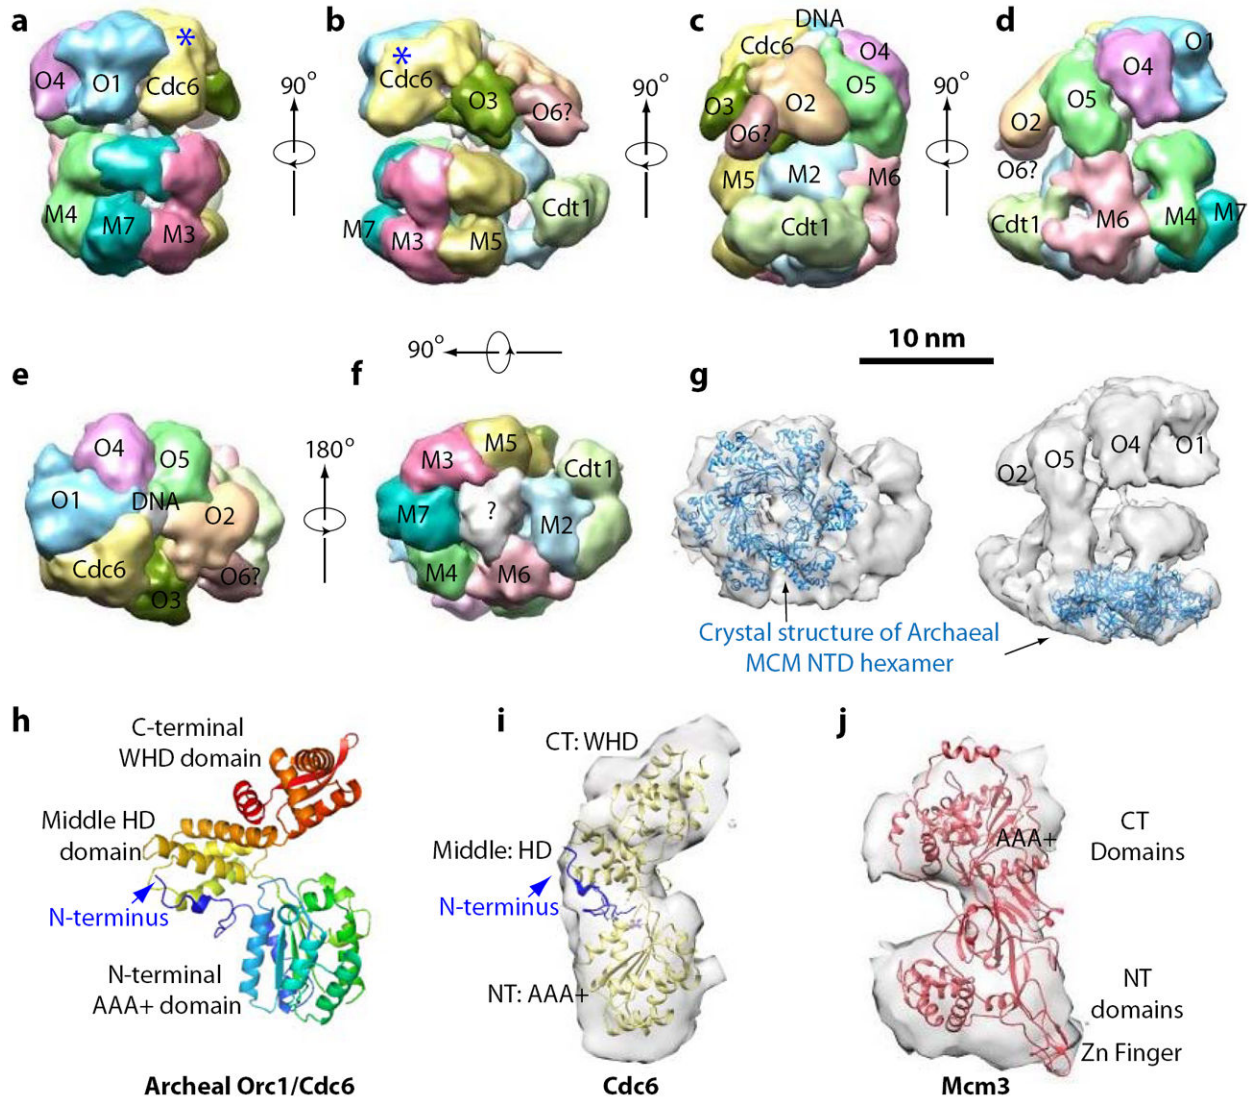 a
*
O4
O1
Cdc6
M4
M7
M3
90°
b
*
Cdc6
O3
O6?
M7
M3
M5
Cdt1
90°
c
DNA
Cdc6
O4
O3
O6?
O2
O5
M5
M2
M6
Cdt1
90°
d
O1
O4
O5
O2
O6?
Cdt1
M6
M4
M7
90°
10 nm
e
O4
O5
O1
DNA
O2
Cdc6
O3
O6?
180°
f
M5
M3
Cdt1
M7
?
M2
M4
M6
g
O2
O5
O4
O1
Crystal structure of Archaeal
MCM NTD hexamer
h
C-terminal
WHD domain
Middle HD
domain
N-terminus
N-terminal
AAA+ domain
Archeal Orc1/Cdc6
i
CT: WHD
Middle: HD
N-terminus
NT: AAA+
Cdc6
j
AAA+
CT
Domains
NT
domains
Zn Finger
Mcm3